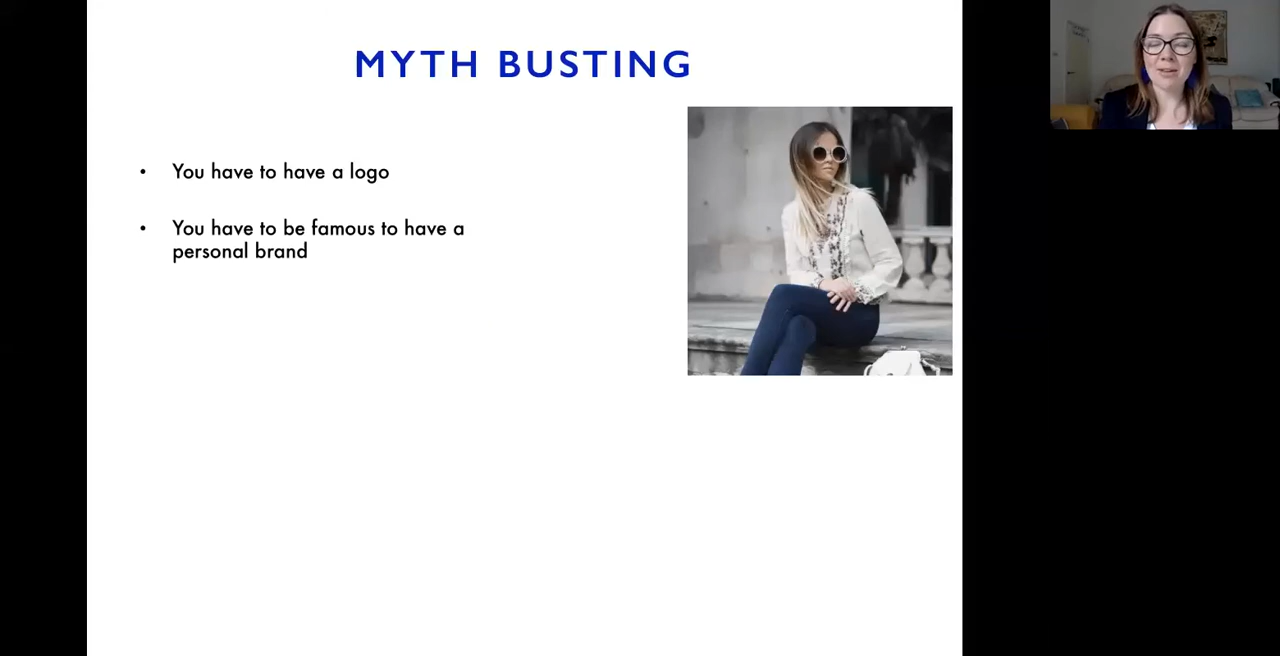 MYTH BUSTING
• You have to have a logo
• You have to be famous to have a
personal brand